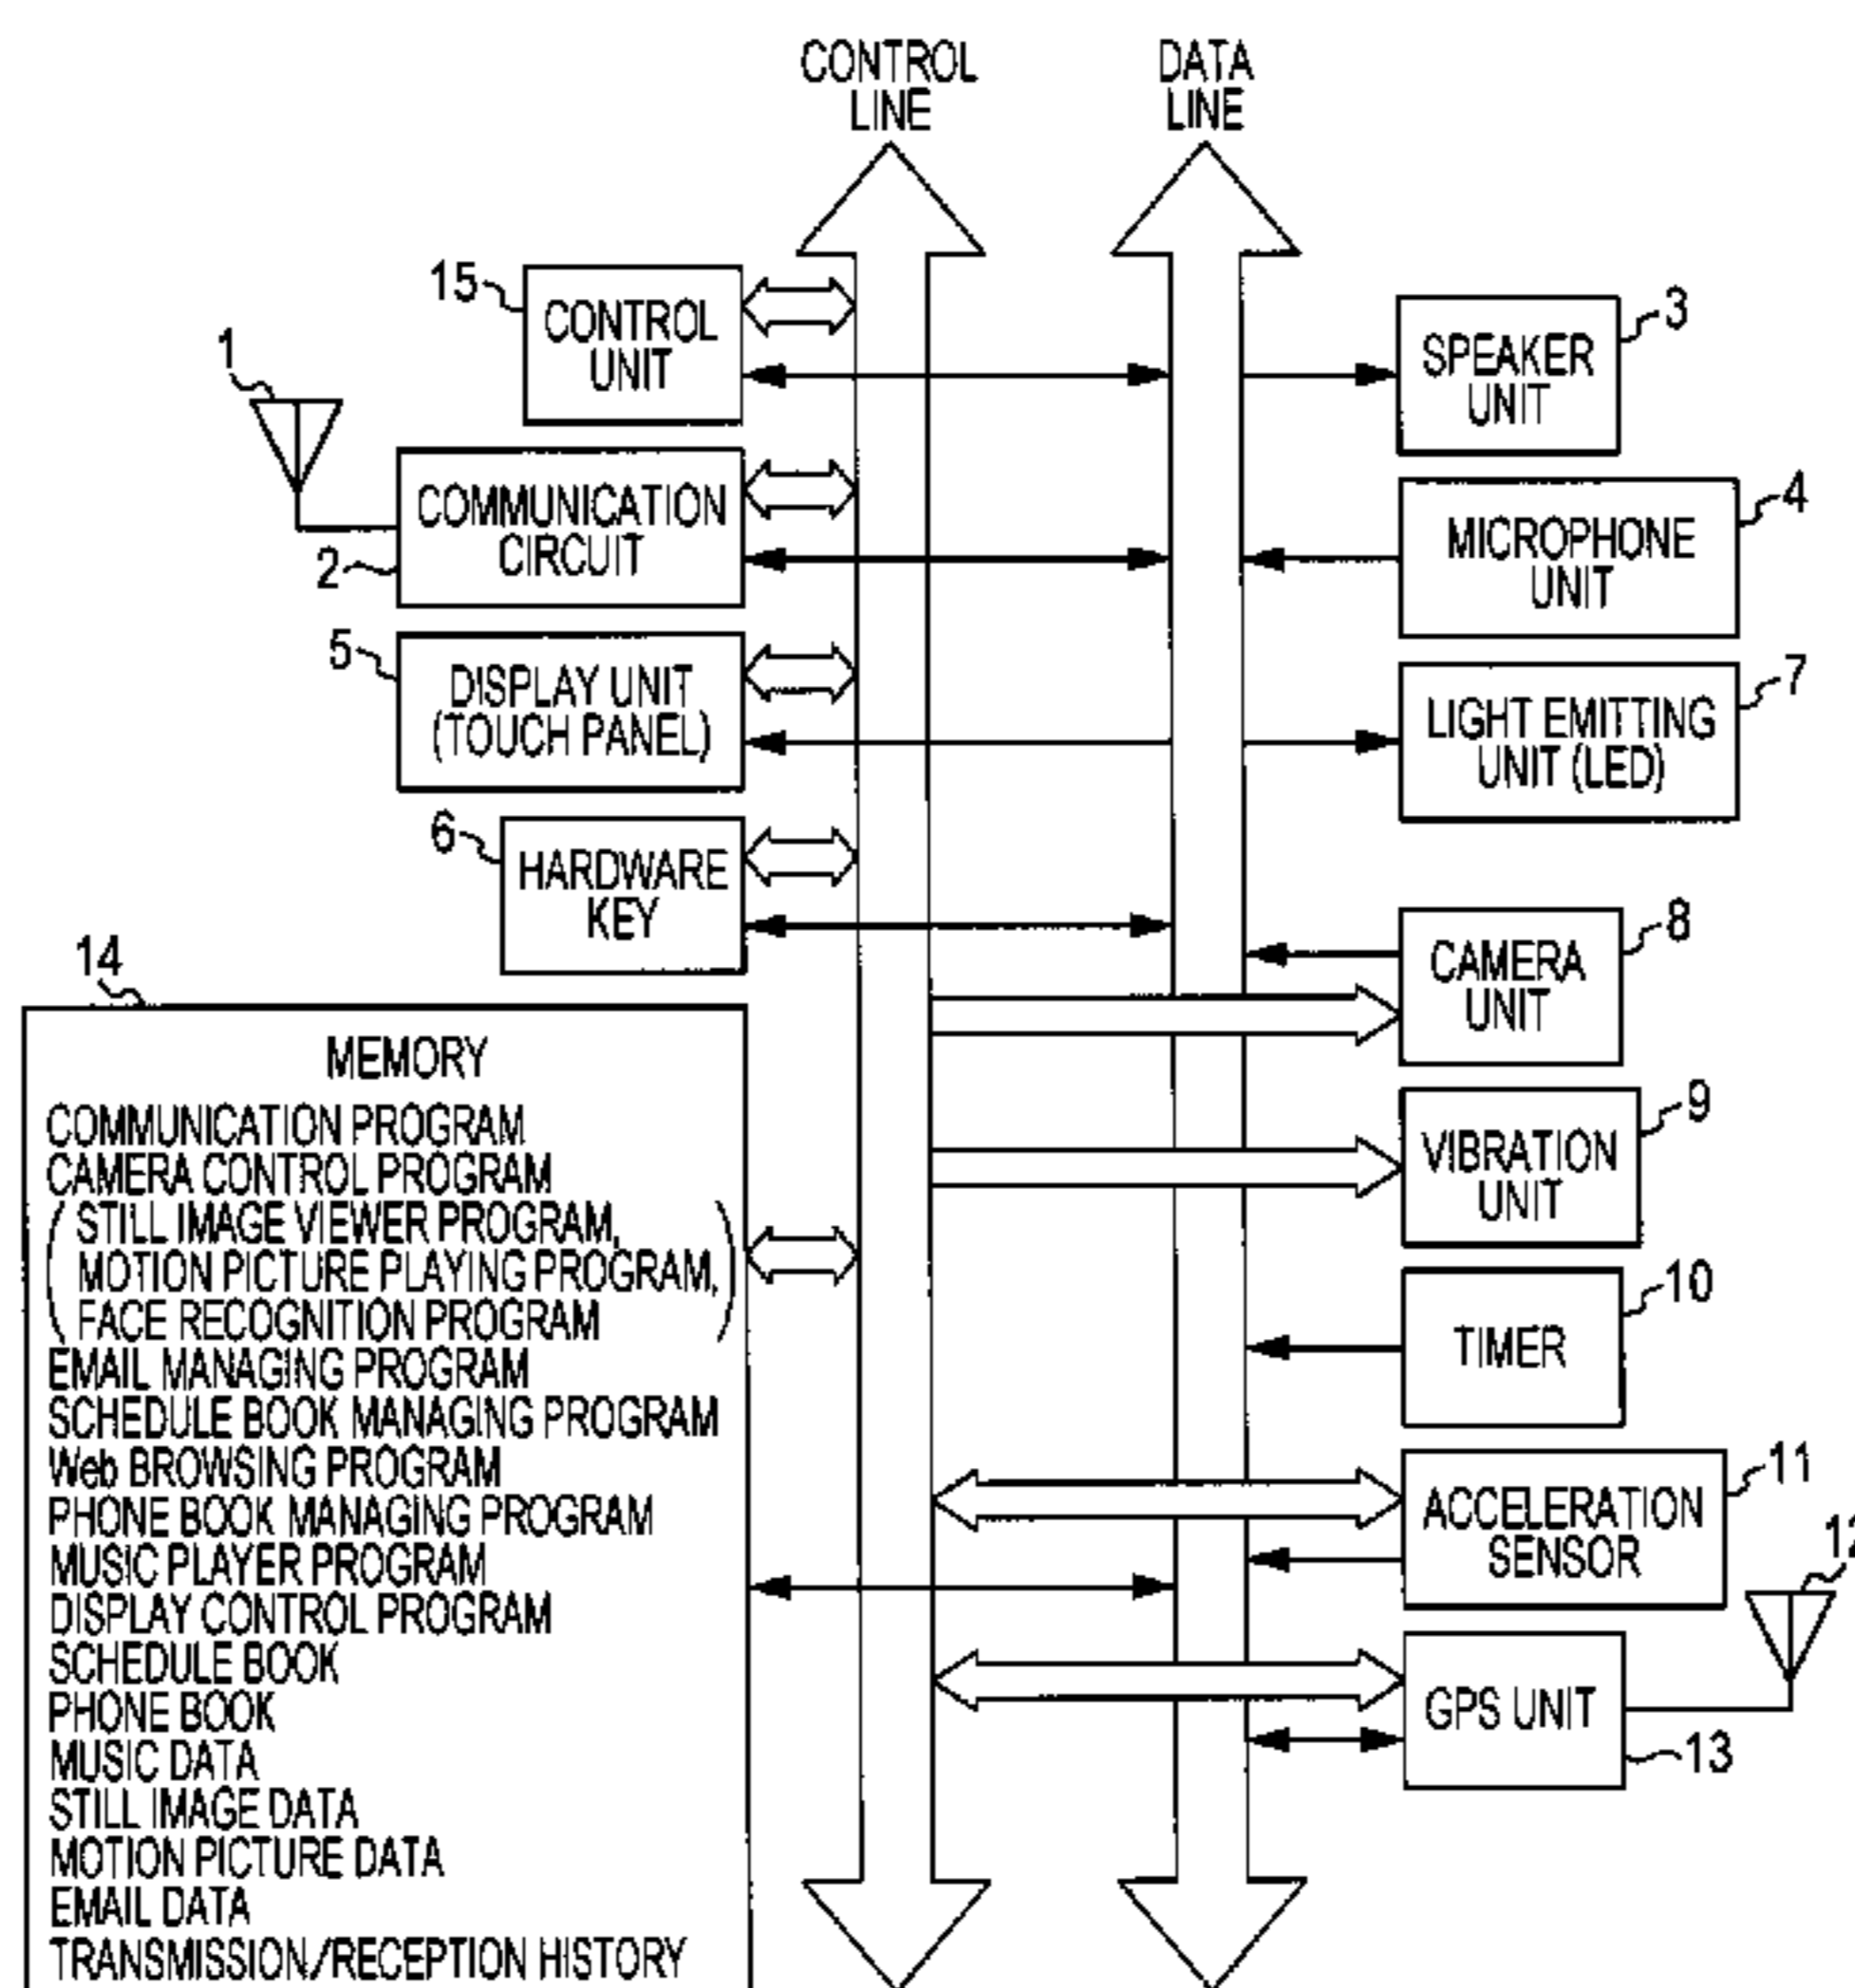 CONTROL
LINE
DATA
LINE
15
CONTROL
UNIT
3
SPEAKER
UNIT
1
COMMUNICATION
CIRCUIT
2
4
MICROPHONE
UNIT
5
DISPLAY UNIT
(TOUCH PANEL)
7
LIGHT EMITTING
UNIT (LED)
6
HARDWARE
KEY
8
CAMERA
UNIT
14
MEMORY
COMMUNICATION PROGRAM
CAMERA CONTROL PROGRAM
( STILL IMAGE VIEWER PROGRAM,
MOTION PICTURE PLAYING PROGRAM,
FACE RECOGNITION PROGRAM )
EMAIL MANAGING PROGRAM
SCHEDULE BOOK MANAGING PROGRAM
Web BROWSING PROGRAM
PHONE BOOK MANAGING PROGRAM
MUSIC PLAYER PROGRAM
DISPLAY CONTROL PROGRAM
SCHEDULE BOOK
PHONE BOOK
MUSIC DATA
STILL IMAGE DATA
MOTION PICTURE DATA
EMAIL DATA
TRANSMISSION/RECEPTION HISTORY
9
VIBRATION
UNIT
10
TIMER
11
ACCELERATION
SENSOR
12
GPS UNIT
13